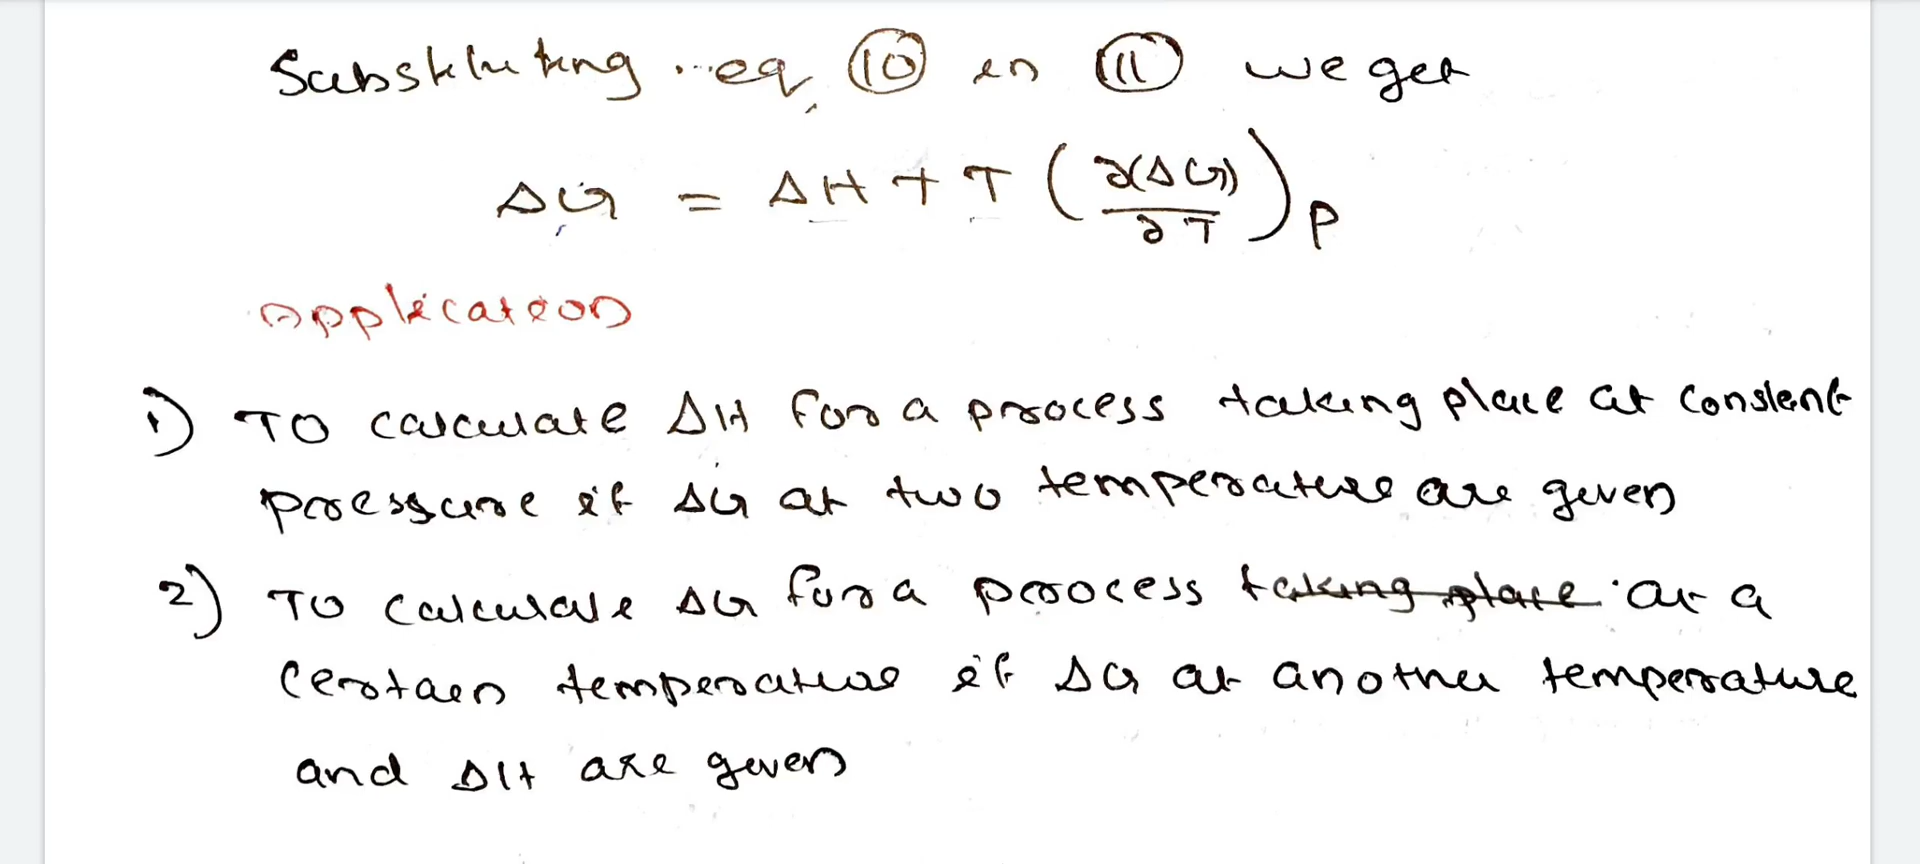 Substituting eq, ⑩ in ⑪ we get
ΔG = ΔH + T (∂(ΔG)/∂T)P
Application
1) To calculate ΔH for a process taking place at constant
pressure if ΔG at two temperature are given
2) To calculate ΔG for a process taking place at a
certain temperature if ΔG at another temperature
and ΔH are given